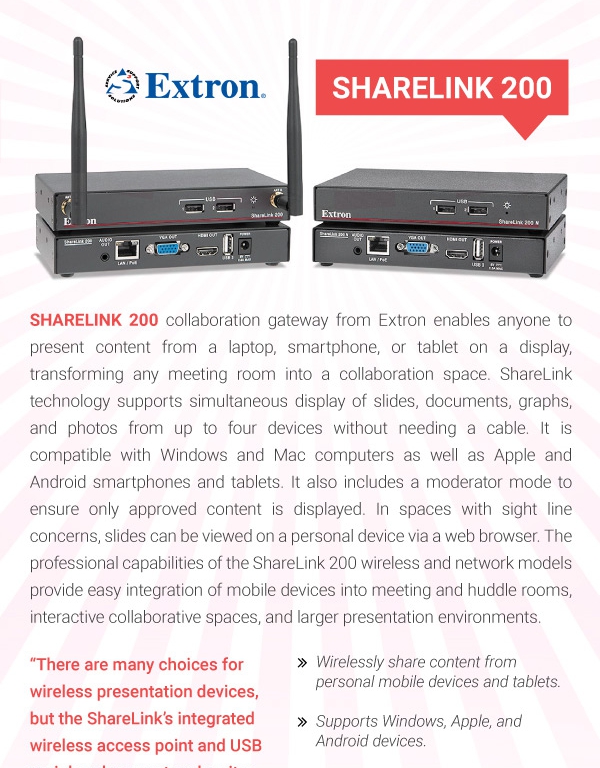 Extron®
SHARELINK 200
USB
ShareLink 200
Extron
USB
ShareLink 200 N
ShareLink 200
AUDIO OUT
LAN / PoE
VGA OUT
HDMI OUT
USB 3
POWER
ShareLink 200 N
AUDIO OUT
LAN / PoE
VGA OUT
HDMI OUT
USB 3
POWER
SHARELINK 200 collaboration gateway from Extron enables anyone to
present content from a laptop, smartphone, or tablet on a display,
transforming any meeting room into a collaboration space. ShareLink
technology supports simultaneous display of slides, documents, graphs,
and photos from up to four devices without needing a cable. It is
compatible with Windows and Mac computers as well as Apple and
Android smartphones and tablets. It also includes a moderator mode to
ensure only approved content is displayed. In spaces with sight line
concerns, slides can be viewed on a personal device via a web browser. The
professional capabilities of the ShareLink 200 wireless and network models
provide easy integration of mobile devices into meeting and huddle rooms,
interactive collaborative spaces, and larger presentation environments.
“There are many choices for
wireless presentation devices,
but the ShareLink’s integrated
wireless access point and USB
Wirelessly share content from
personal mobile devices and tablets.
Supports Windows, Apple, and
Android devices.